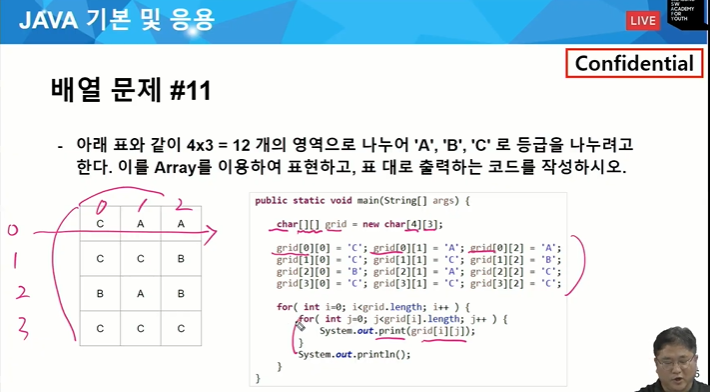 JAVA 기본 및 응용
LIVE
SW
ACADEMY
FOR
YOUTH
Confidential
배열 문제 #11
- 아래 표와 같이 4x3 = 12 개의 영역으로 나누어 'A', 'B', 'C' 로 등급을 나누려고
한다. 이를 Array를 이용하여 표현하고, 표 대로 출력하는 코드를 작성하시오.
0 1 2
0 C A A
1 C C B
2 B A B
3 C C C
public static void main(String[] args) {
char[][] grid = new char[4][3];
grid[0][0] = 'C'; grid[0][1] = 'A'; grid[0][2] = 'A';
grid[1][0] = 'C'; grid[1][1] = 'C'; grid[1][2] = 'B';
grid[2][0] = 'B'; grid[2][1] = 'A'; grid[2][2] = 'C';
grid[3][0] = 'C'; grid[3][1] = 'C'; grid[3][2] = 'C';
for( int i=0; i<grid.length; i++ ) {
for( int j=0; j<grid[i].length; j++ ) {
System.out.print(grid[i][j]);
}
System.out.println();
}
}